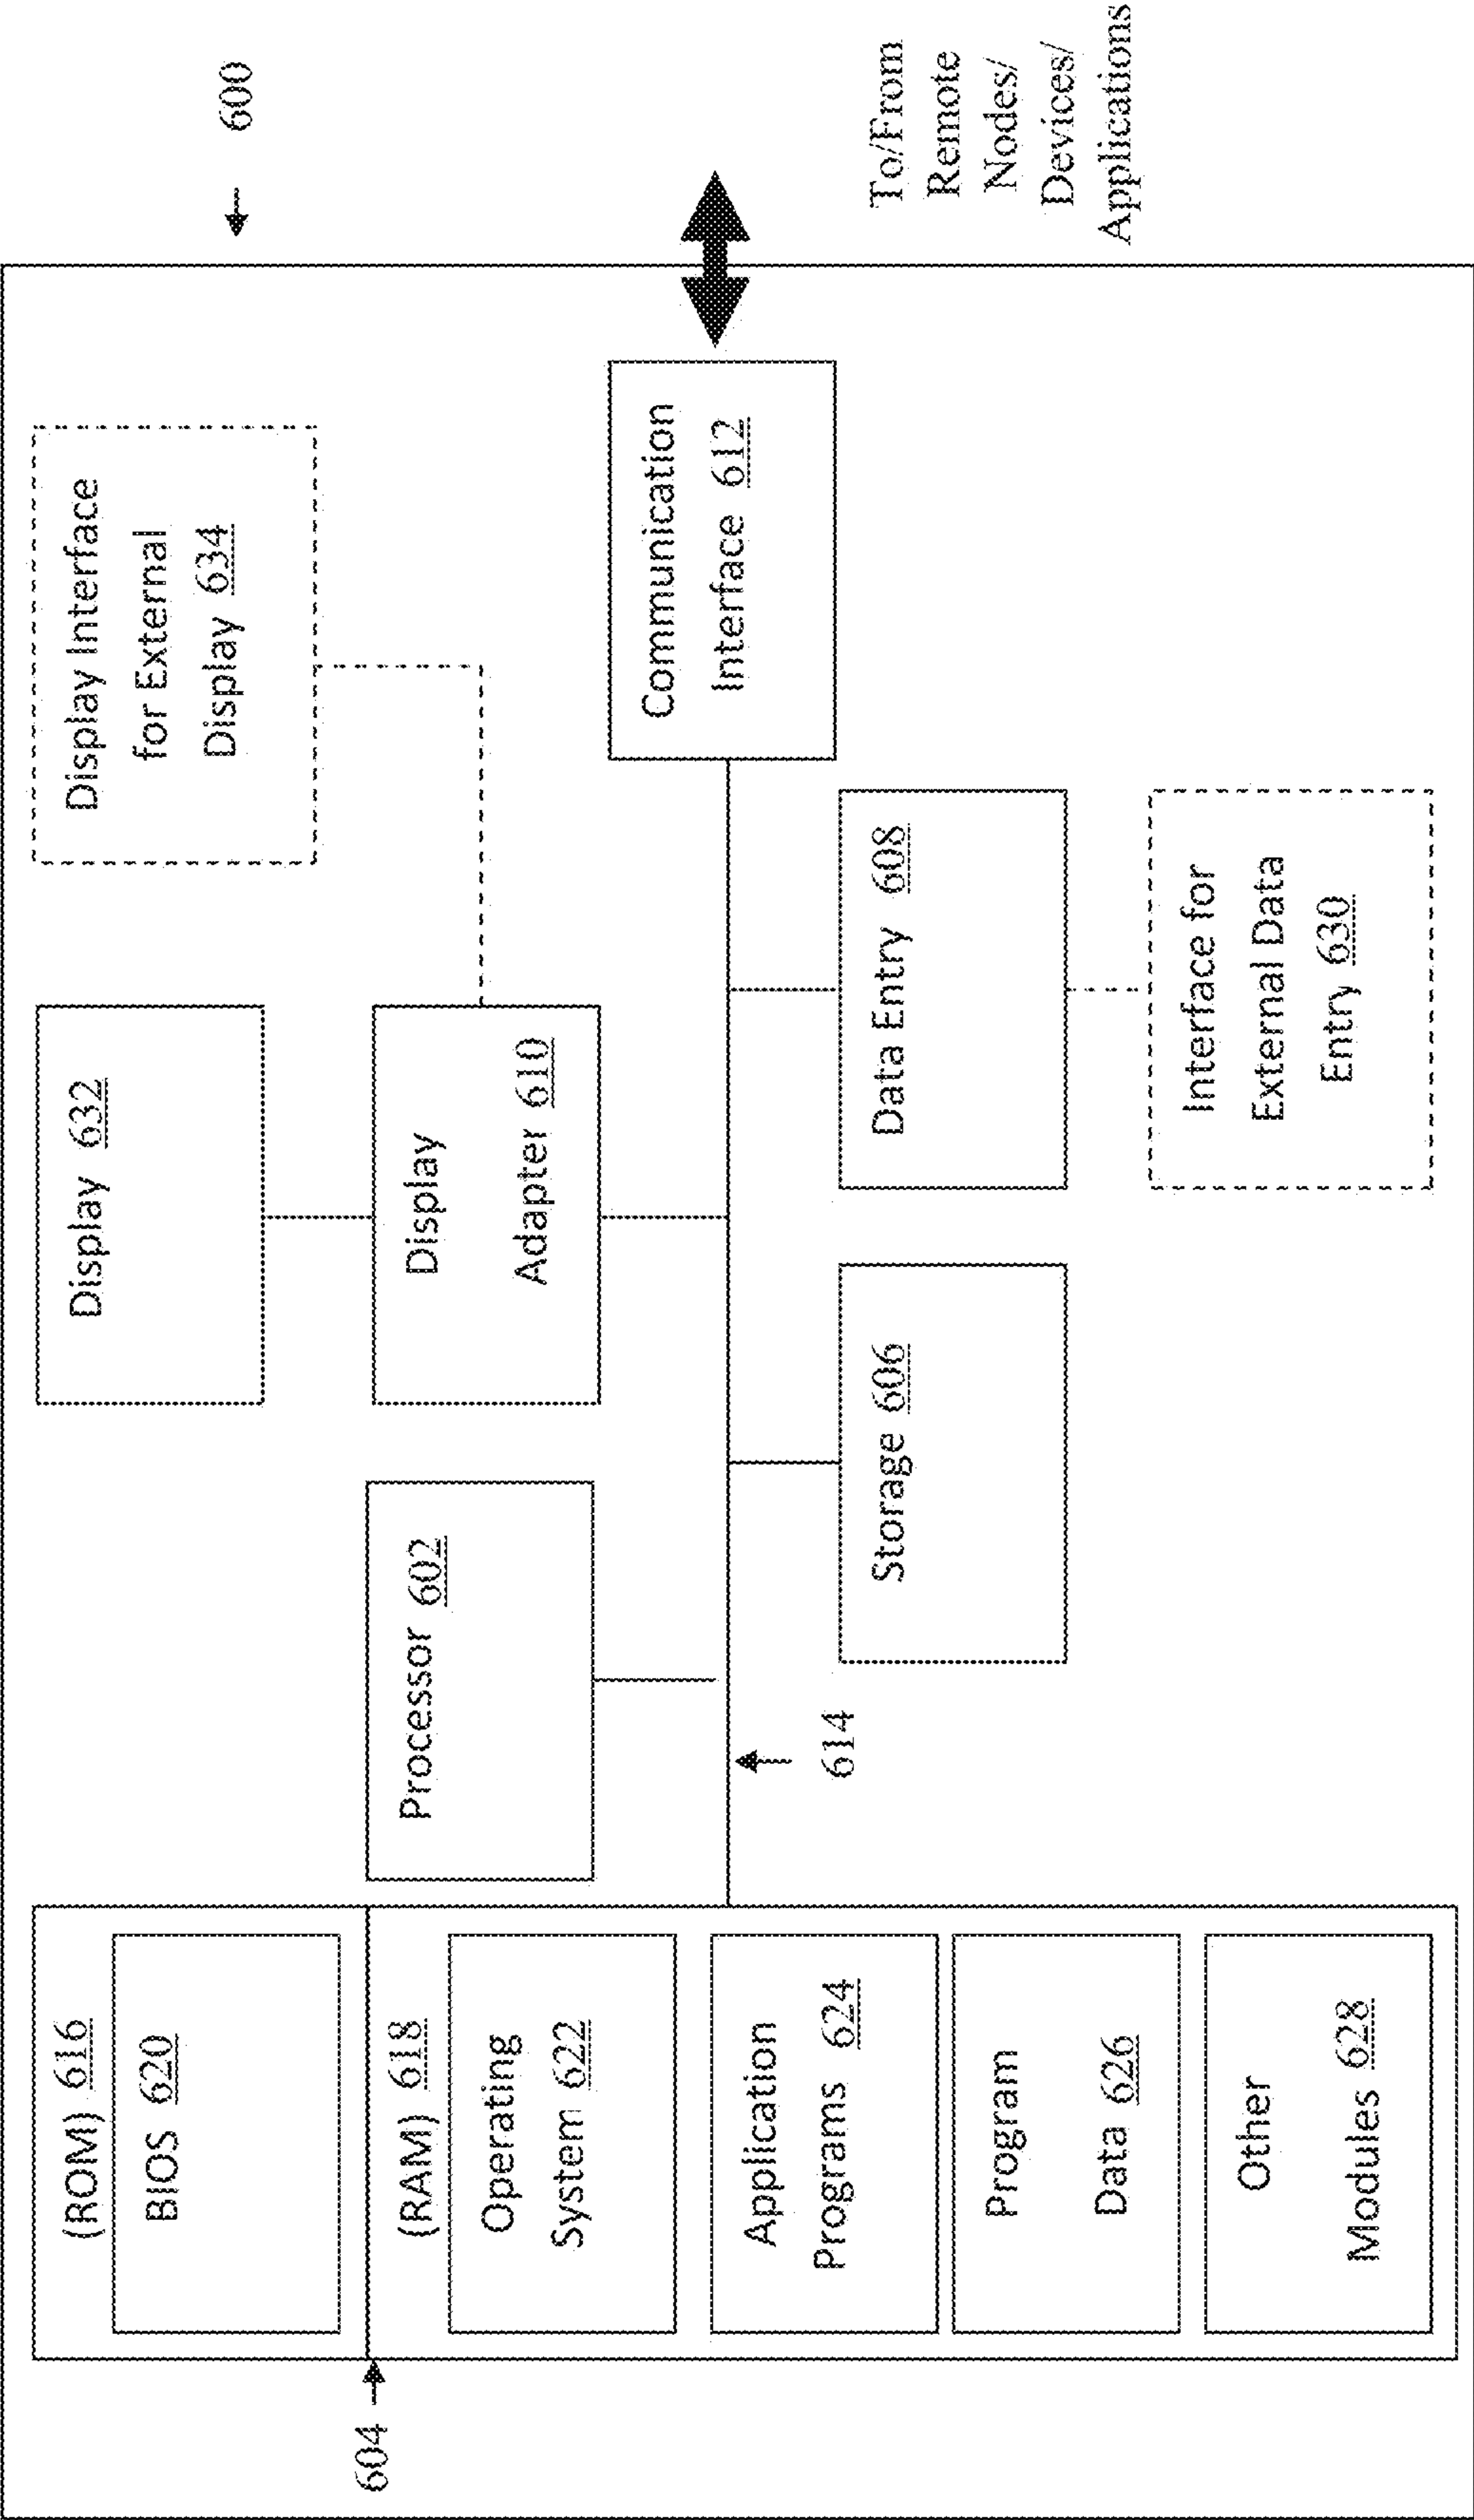 600
(ROM) 616
BIOS 620
604
(RAM) 618
Operating
System 622
Application
Programs 624
Program
Data 626
Other
Modules 628
Processor 602
614
Display 632
Display
Adapter 610
Storage 606
Display Interface
for External
Display 634
Data Entry 608
Interface for
External Data
Entry 630
Communication
Interface 612
To/From
Remote
Nodes/
Devices/
Applications